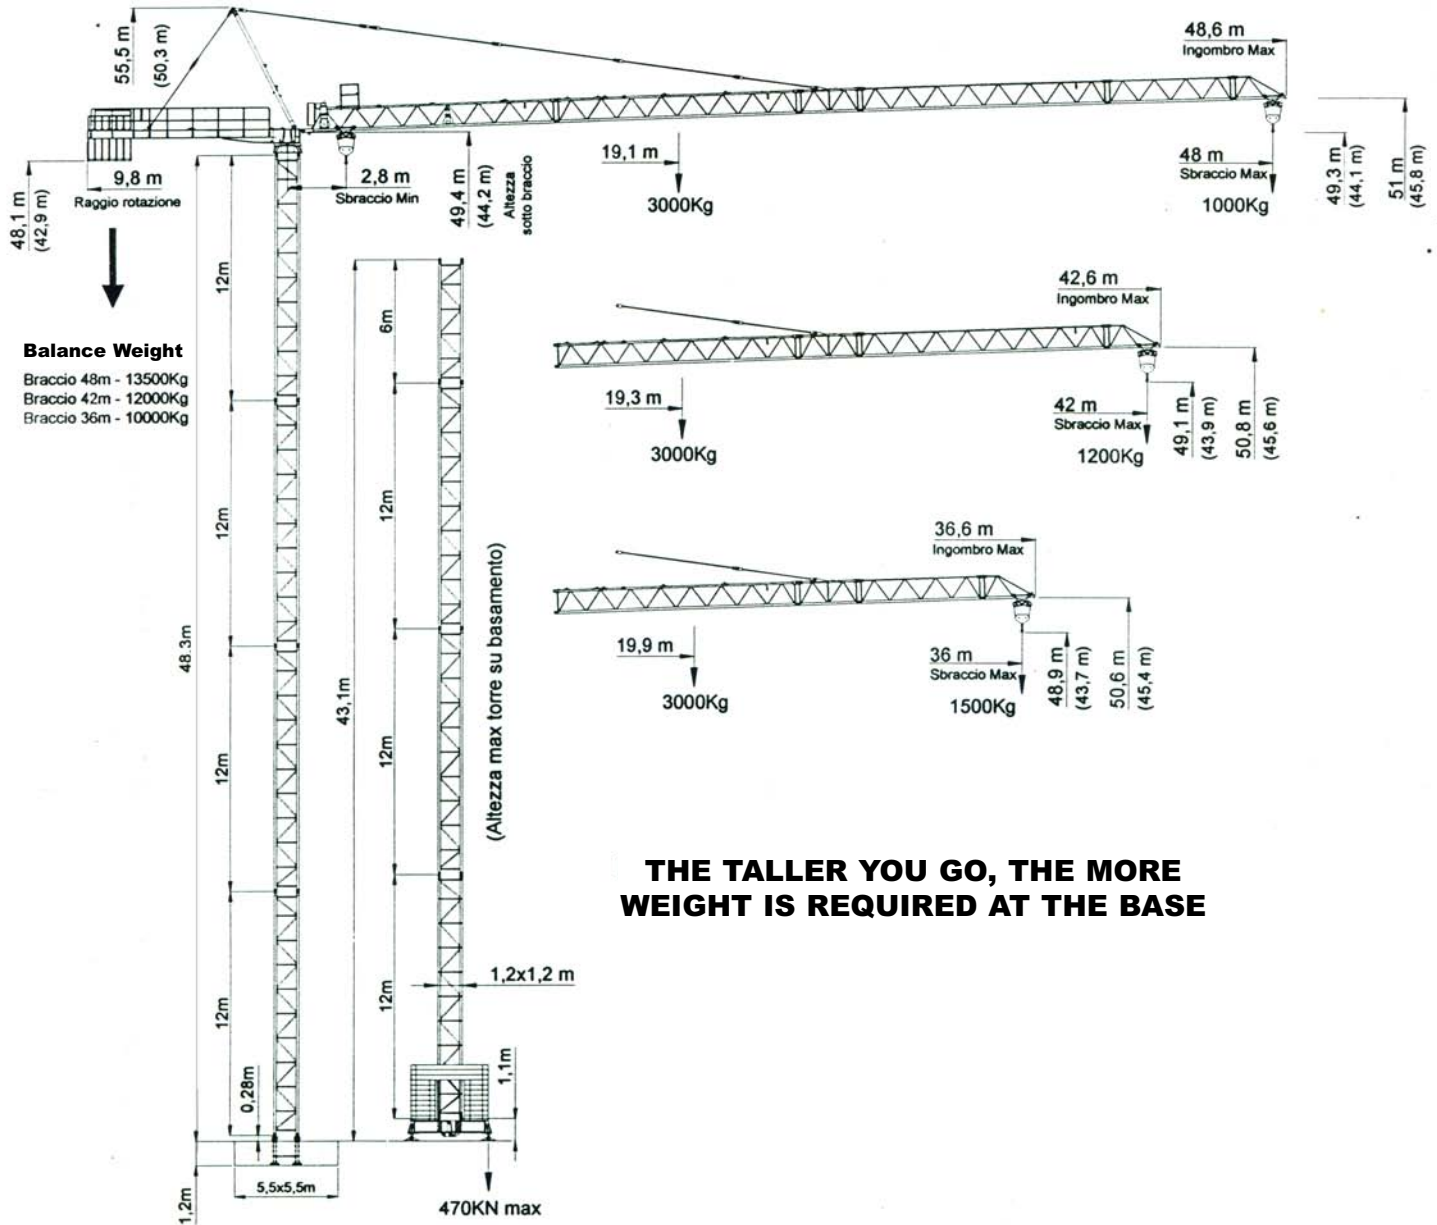 55,5 m
(50,3 m)
48,6 m
Ingombro Max
9,8 m
Raggio rotazione
48,1 m
(42,9 m)
2,8 m
Sbraccio Min
49,4 m
(44,2 m)
Altezza
sotto braccio
19,1 m
3000Kg
48 m
Sbraccio Max
1000Kg
49,3 m
(44,1 m)
51 m
(45,8 m)
Balance Weight
Braccio 48m - 13500Kg
Braccio 42m - 12000Kg
Braccio 36m - 10000Kg
12m
12m
12m
12m
48.3m
0,28m
1,2m
5,5x5,5m
6m
12m
12m
12m
43,1m
(Altezza max torre su basamento)
1,2x1,2 m
1,1m
470KN max
42,6 m
Ingombro Max
19,3 m
3000Kg
42 m
Sbraccio Max
1200Kg
49,1 m
(43,9 m)
50,8 m
(45,6 m)
36,6 m
Ingombro Max
19,9 m
3000Kg
36 m
Sbraccio Max
1500Kg
48,9 m
(43,7 m)
50,6 m
(45,4 m)
THE TALLER YOU GO, THE MORE
WEIGHT IS REQUIRED AT THE BASE